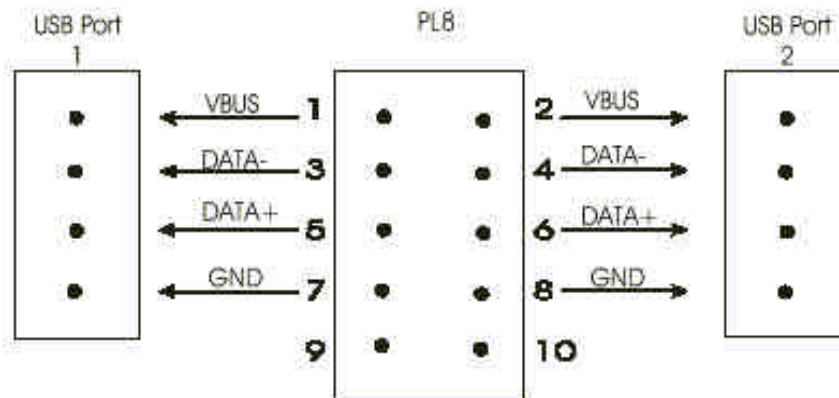 USB Port
1
PL8
USB Port
2
VBUS 1
2 VBUS
DATA- 3
4 DATA-
DATA+ 5
6 DATA+
GND 7
8 GND
9
10